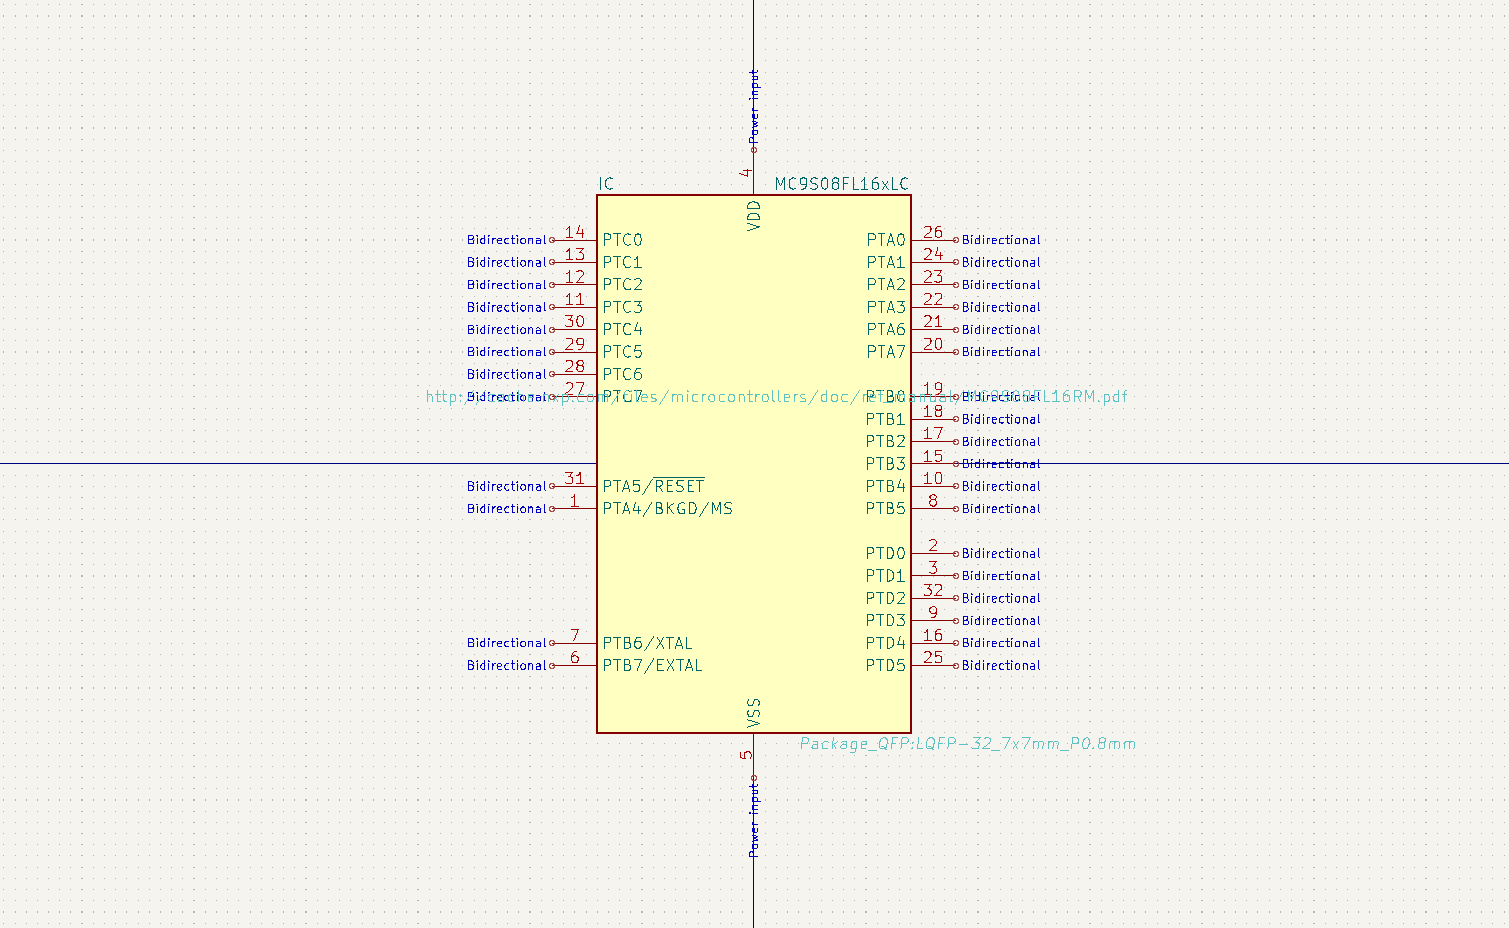 Power input
4
IC
MC9S08FL16xLC
VDD
Bidirectional 14 PTC0
Bidirectional 13 PTC1
Bidirectional 12 PTC2
Bidirectional 11 PTC3
Bidirectional 30 PTC4
Bidirectional 29 PTC5
Bidirectional 28 PTC6
Bidirectional 27 PTC7
Bidirectional 31 PTA5/RESET
Bidirectional 1 PTA4/BKGD/MS
Bidirectional 7 PTB6/XTAL
Bidirectional 6 PTB7/EXTAL
PTA0 26 Bidirectional
PTA1 24 Bidirectional
PTA2 23 Bidirectional
PTA3 22 Bidirectional
PTA6 21 Bidirectional
PTA7 20 Bidirectional
PTB0 19 Bidirectional
PTB1 18 Bidirectional
PTB2 17 Bidirectional
PTB3 15 Bidirectional
PTB4 10 Bidirectional
PTB5 8 Bidirectional
PTD0 2 Bidirectional
PTD1 3 Bidirectional
PTD2 32 Bidirectional
PTD3 9 Bidirectional
PTD4 16 Bidirectional
PTD5 25 Bidirectional
http://cache.nxp.com/files/microcontrollers/doc/ref_manual/MC9S08FL16RM.pdf
VSS
Package_QFP:LQFP-32_7x7mm_P0.8mm
5
Power input